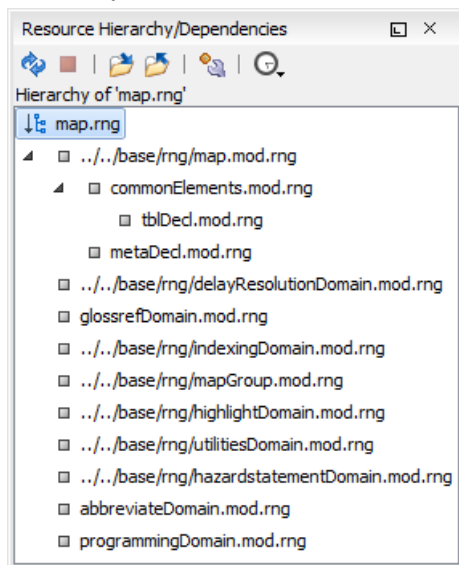 Resource Hierarchy/Dependencies
Hierarchy of 'map.rng'
map.rng
../../base/rng/map.mod.rng
commonElements.mod.rng
tblDecl.mod.rng
metaDecl.mod.rng
../../base/rng/delayResolutionDomain.mod.rng
glossrefDomain.mod.rng
../../base/rng/indexingDomain.mod.rng
../../base/rng/mapGroup.mod.rng
../../base/rng/highlightDomain.mod.rng
../../base/rng/utilitiesDomain.mod.rng
../../base/rng/hazardstatementDomain.mod.rng
abbreviateDomain.mod.rng
programmingDomain.mod.rng